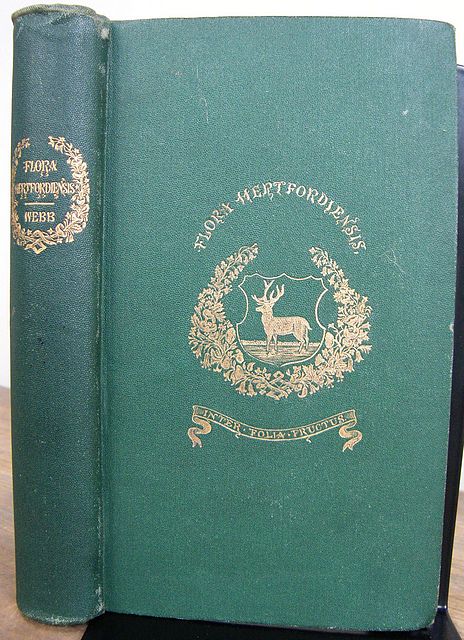 FLORA
HERTFORDIENSIS
WEBB
FLORA HERTFORDIENSIS,
INTER · FOLIA · FRUCTUS